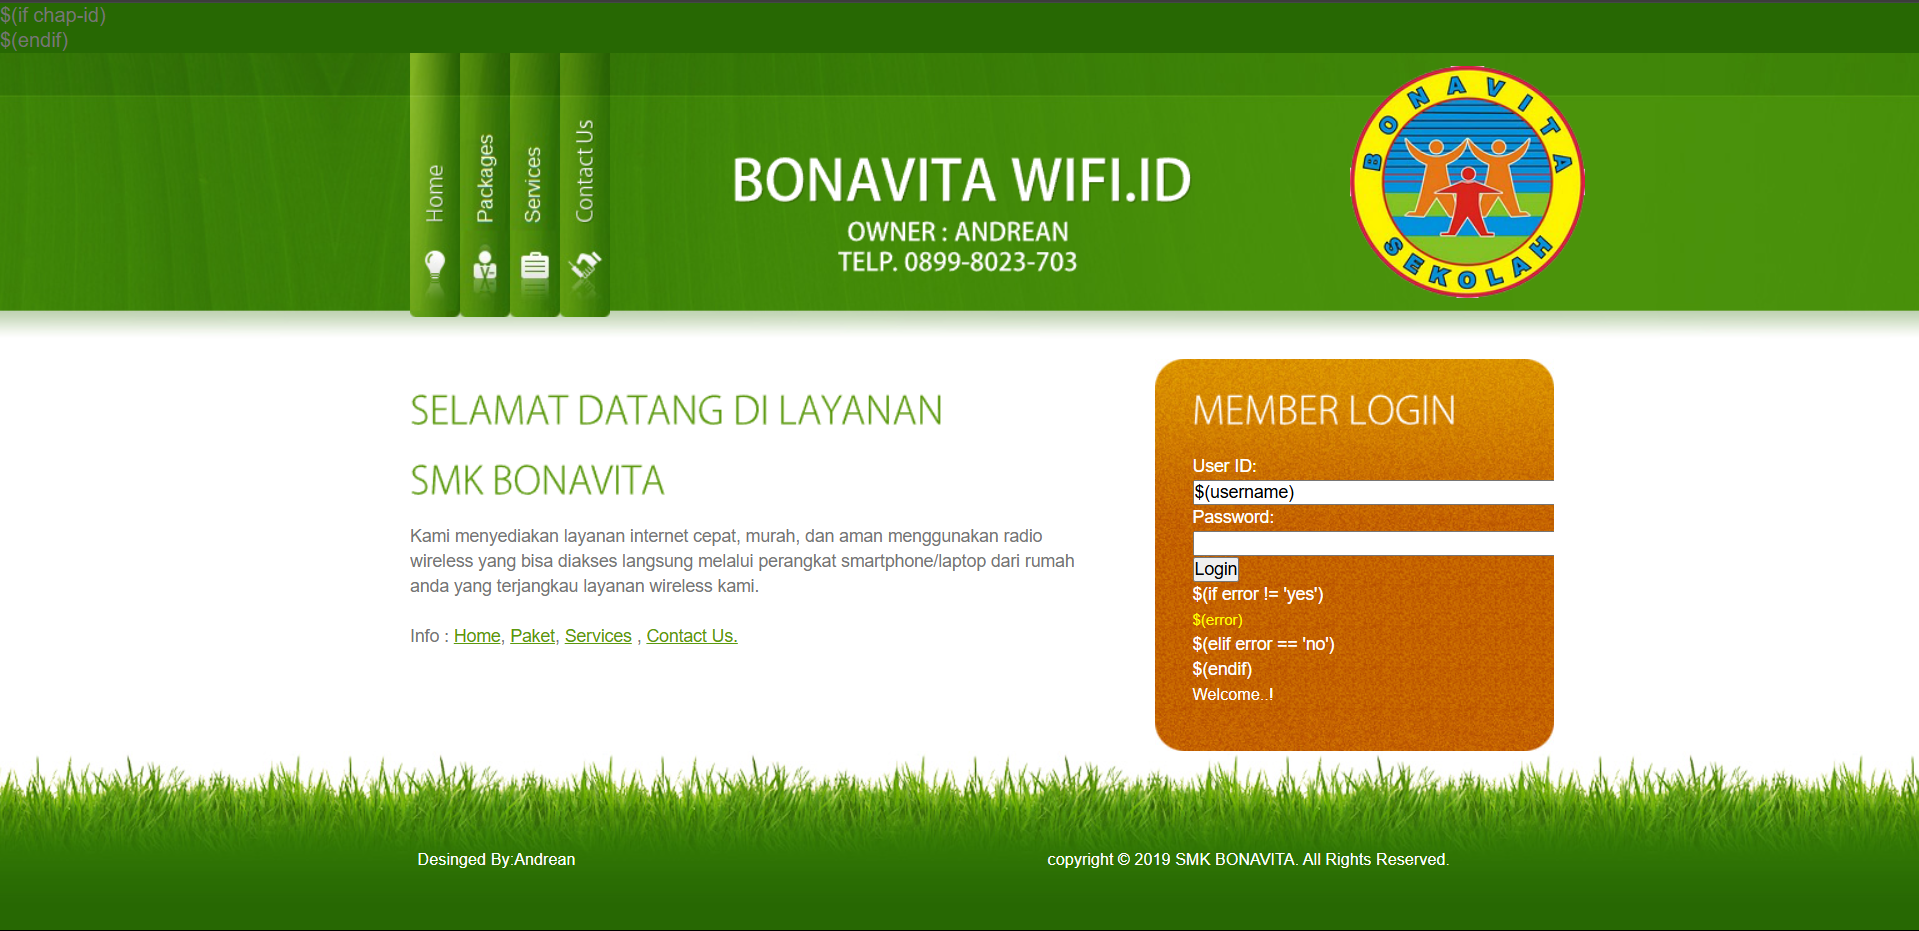 $(if chap-id)
$(endif)
Home
Packages
Services
Contact Us
BONAVITA WIFI.ID
OWNER : ANDREAN
TELP. 0899-8023-703
BONAVITA
SEKOLAH
SELAMAT DATANG DI LAYANAN
SMK BONAVITA
Kami menyediakan layanan internet cepat, murah, dan aman menggunakan radio
wireless yang bisa diakses langsung melalui perangkat smartphone/laptop dari rumah
anda yang terjangkau layanan wireless kami.
Info : Home, Paket, Services , Contact Us.
MEMBER LOGIN
User ID:
$(username)
Password:
Login
$(if error != 'yes')
$(error)
$(elif error == 'no')
$(endif)
Welcome..!
Desinged By:Andrean
copyright © 2019 SMK BONAVITA. All Rights Reserved.